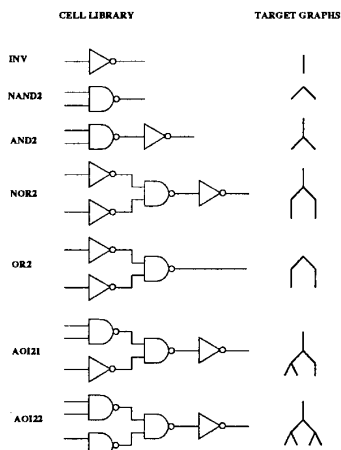 CELL LIBRARY TARGET GRAPHS
INV
NAND2
AND2
NOR2
OR2
AOI21
AOI22